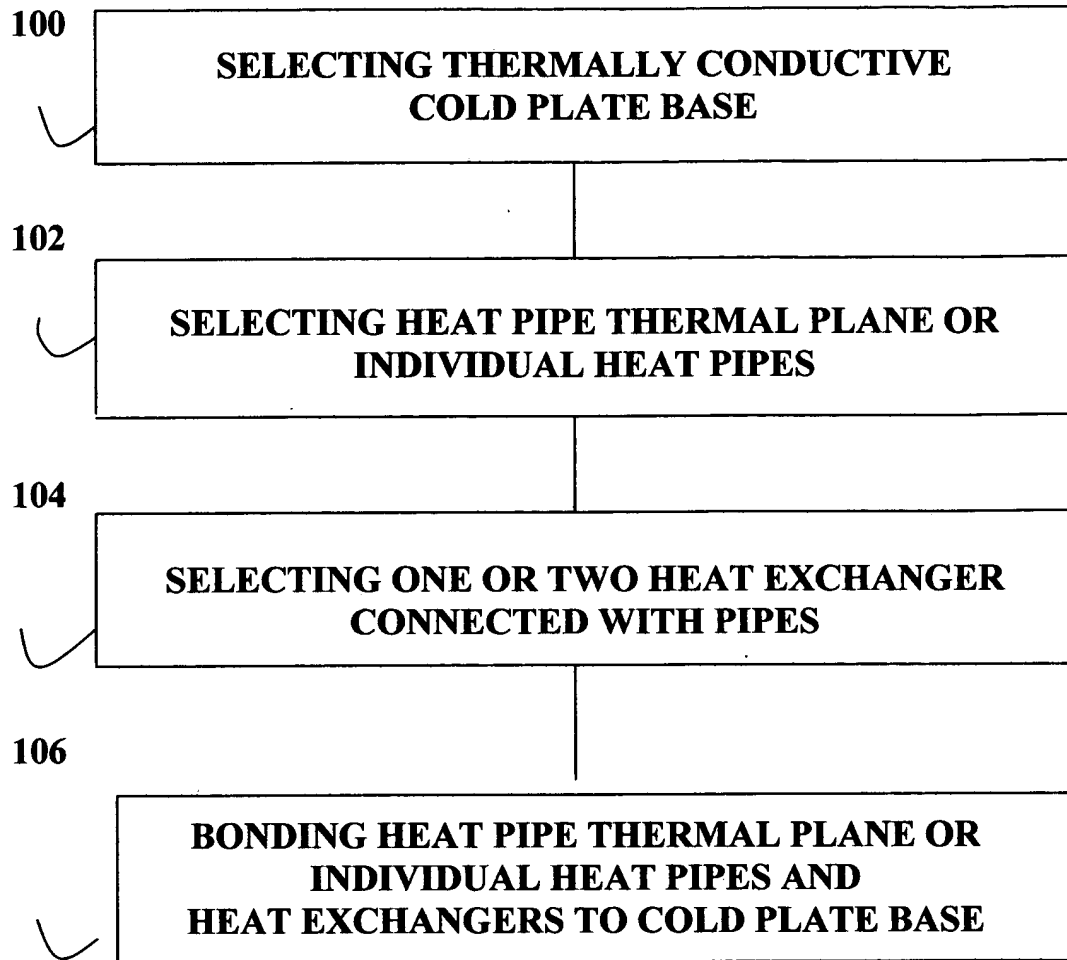 100
SELECTING THERMALLY CONDUCTIVE
COLD PLATE BASE
102
SELECTING HEAT PIPE THERMAL PLANE OR
INDIVIDUAL HEAT PIPES
104
SELECTING ONE OR TWO HEAT EXCHANGER
CONNECTED WITH PIPES
106
BONDING HEAT PIPE THERMAL PLANE OR
INDIVIDUAL HEAT PIPES AND
HEAT EXCHANGERS TO COLD PLATE BASE